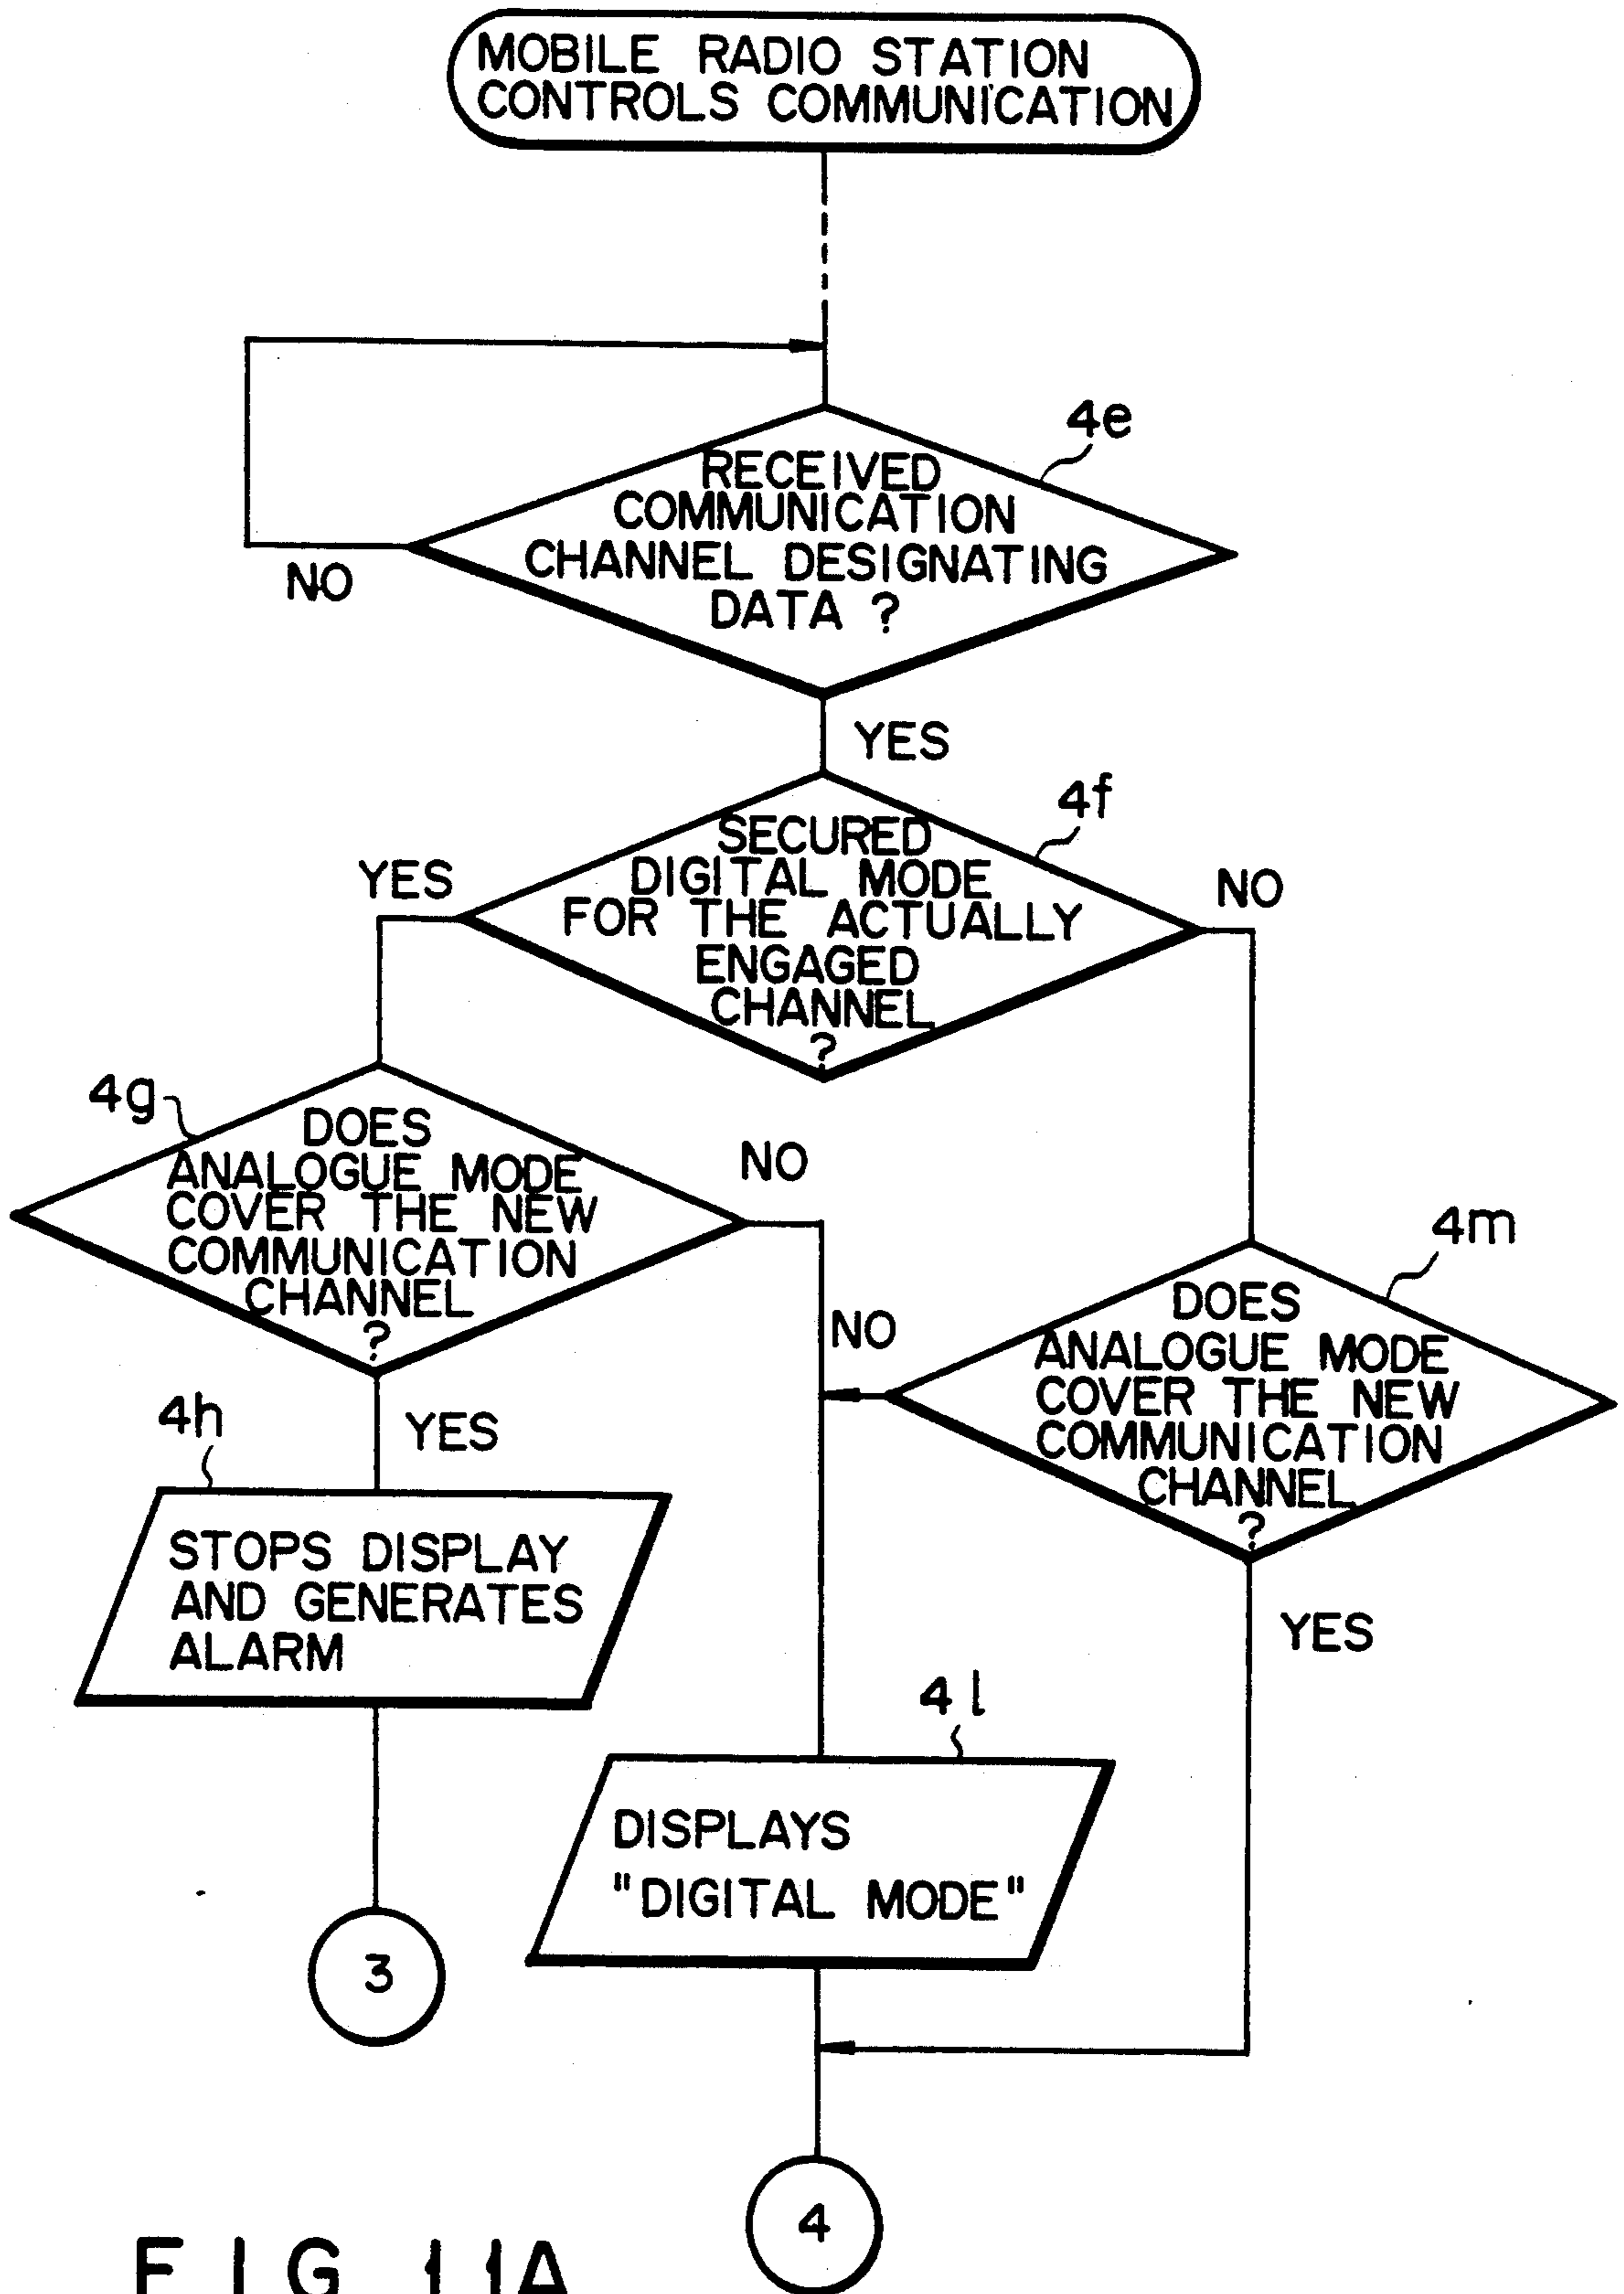 MOBILE RADIO STATION
CONTROLS COMMUNICATION
4e
RECEIVED
COMMUNICATION
CHANNEL DESIGNATING
DATA ?
NO
YES
4f
SECURED
DIGITAL MODE
FOR THE ACTUALLY
ENGAGED
CHANNEL
?
YES
NO
4g
DOES
ANALOGUE MODE
COVER THE NEW
COMMUNICATION
CHANNEL
?
NO
YES
4m
DOES
ANALOGUE MODE
COVER THE NEW
COMMUNICATION
CHANNEL
?
NO
YES
4h
STOPS DISPLAY
AND GENERATES
ALARM
4l
DISPLAYS
"DIGITAL MODE"
3
4
FIG. 11A